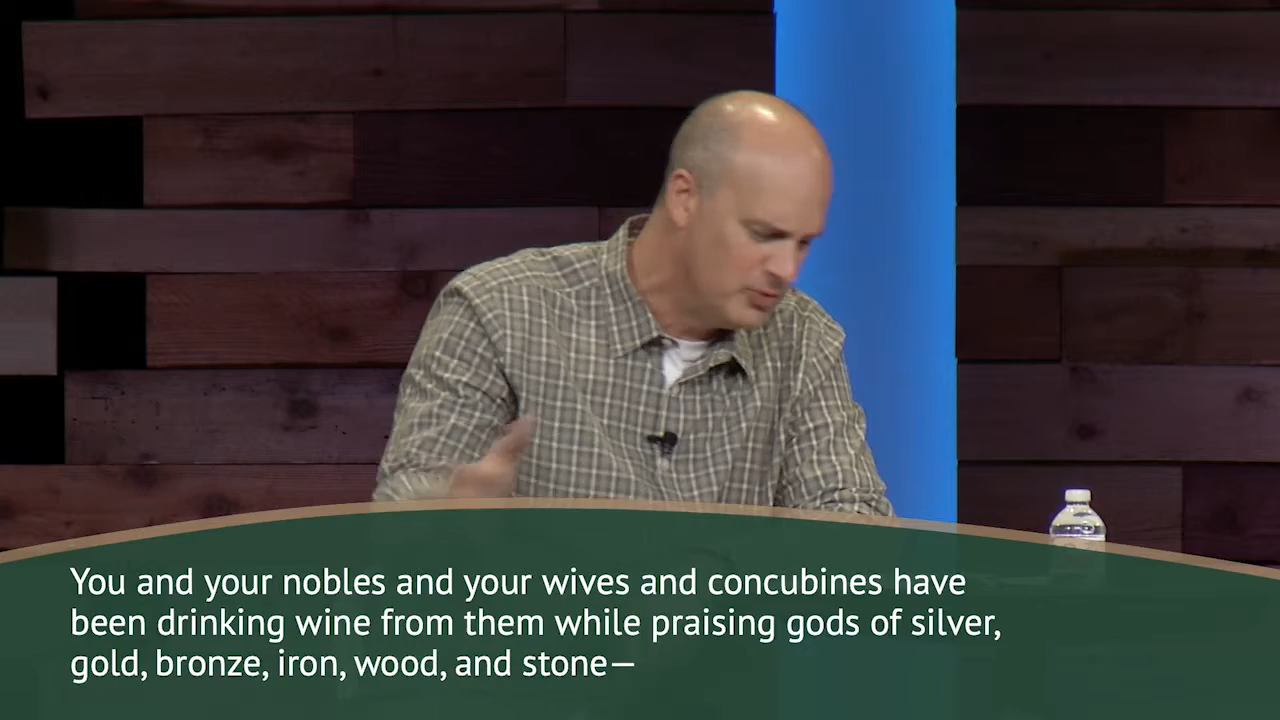 You and your nobles and your wives and concubines have
been drinking wine from them while praising gods of silver,
gold, bronze, iron, wood, and stone—